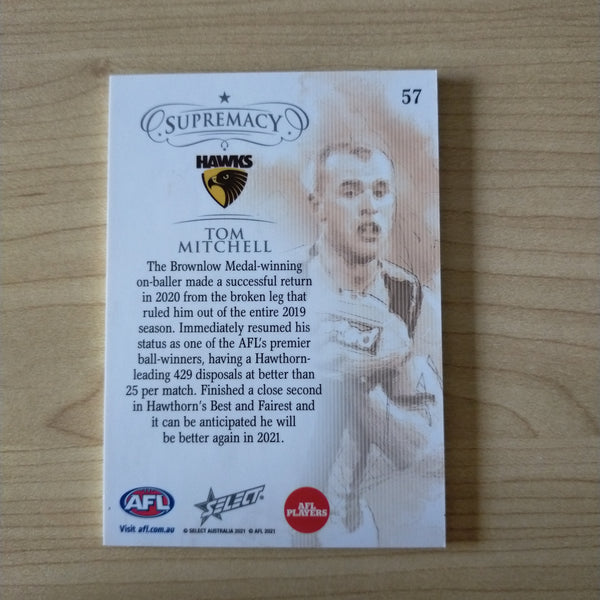 57
SUPREMACY
HAWKS
TOM
MITCHELL
The Brownlow Medal-winning
on-baller made a successful return
in 2020 from the broken leg that
ruled him out of the entire 2019
season. Immediately resumed his
status as one of the AFL's premier
ball-winners, having a Hawthorn-
leading 429 disposals at better than
25 per match. Finished a close second
in Hawthorn's Best and Fairest and
it can be anticipated he will
be better again in 2021.
AFL
Visit afl.com.au
SELECT
© SELECT AUSTRALIA 2021 © AFL 2021
AFL
PLAYERS